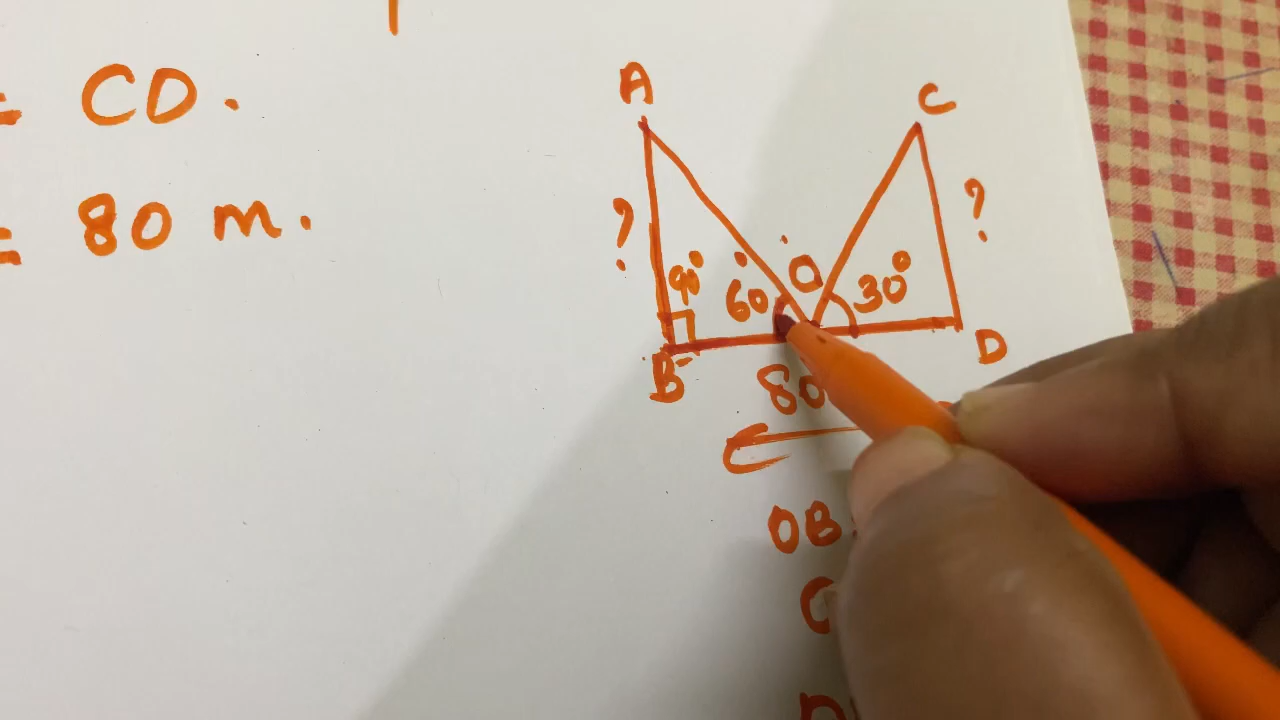 = CD.
= 80 m.
A
C
?
?
90°
60°
O
30°
B
D
80
OB